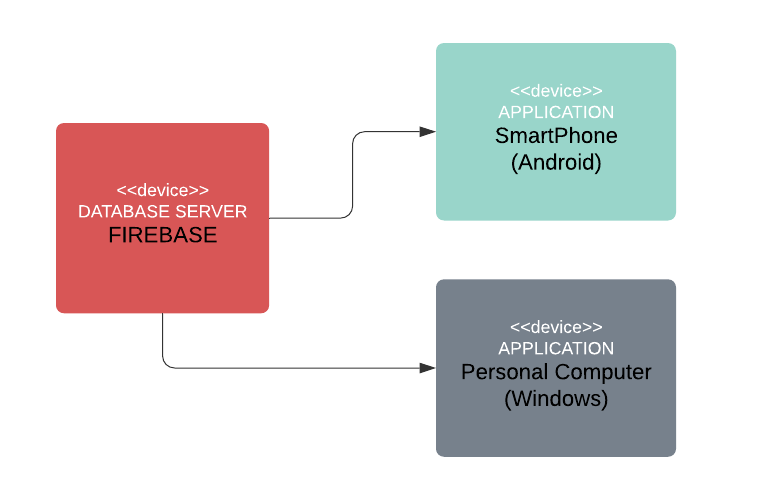 <<device>>
DATABASE SERVER
FIREBASE
<<device>>
APPLICATION
SmartPhone
(Android)
<<device>>
APPLICATION
Personal Computer
(Windows)